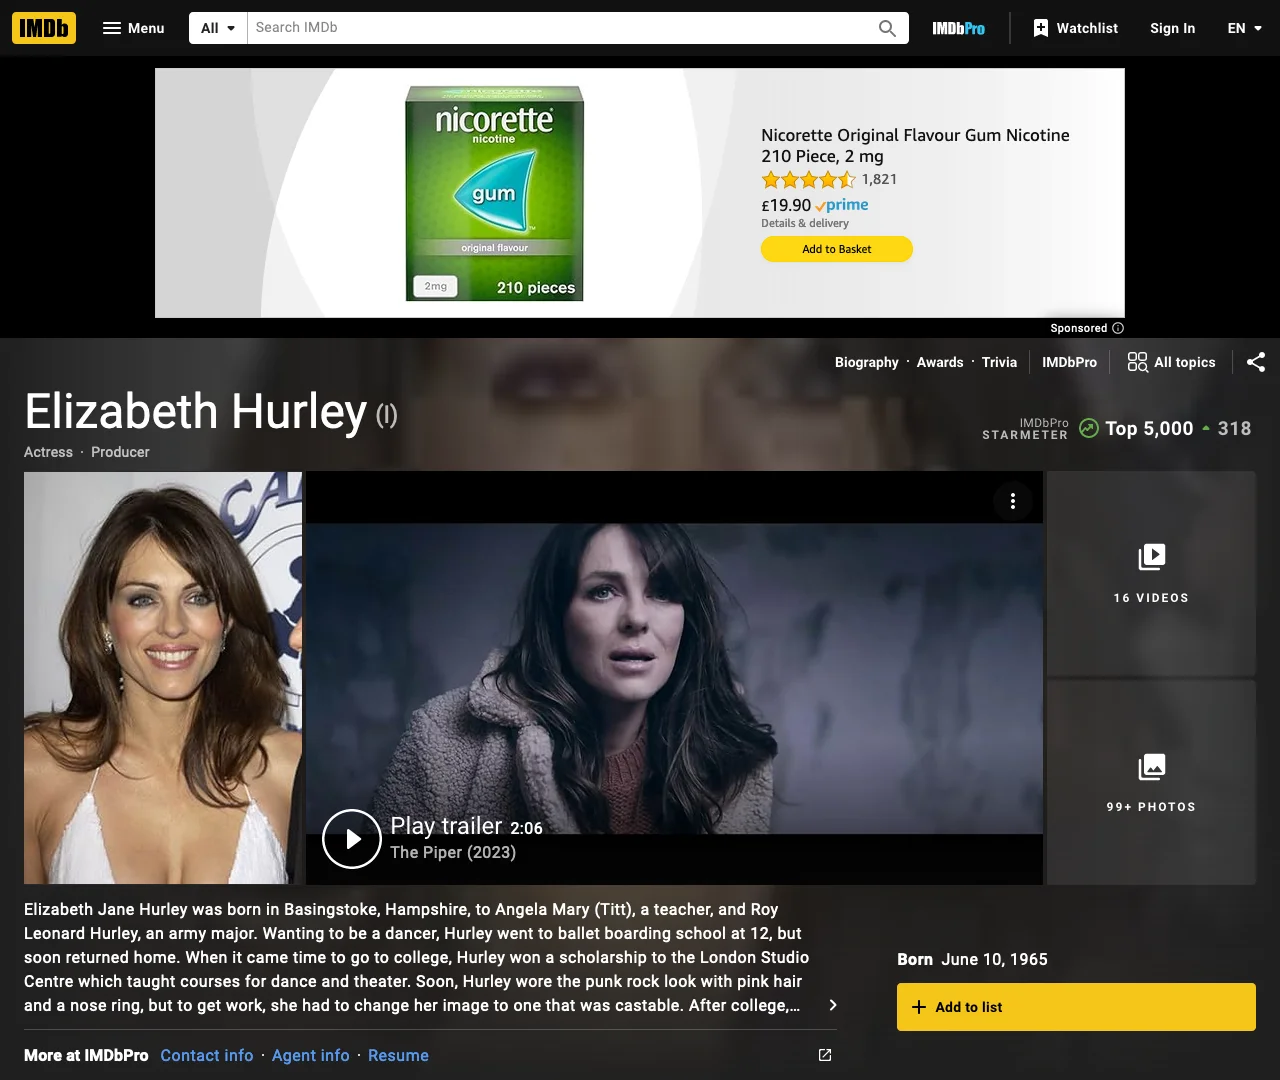 IMDb
Menu
All
Search IMDb
IMDbPro
Watchlist
Sign In
EN
nicorette
nicotine
gum
TM
original flavour
2mg
210 pieces
Nicorette Original Flavour Gum Nicotine
210 Piece, 2 mg
1,821
£19.90 prime
Details & delivery
Add to Basket
Sponsored
Biography · Awards · Trivia
IMDbPro
All topics
Elizabeth Hurley (I)
Actress · Producer
IMDbPro
STARMETER
Top 5,000
318
CA
Play trailer 2:06
The Piper (2023)
16 VIDEOS
99+ PHOTOS
Elizabeth Jane Hurley was born in Basingstoke, Hampshire, to Angela Mary (Titt), a teacher, and Roy
Leonard Hurley, an army major. Wanting to be a dancer, Hurley went to ballet boarding school at 12, but
soon returned home. When it came time to go to college, Hurley won a scholarship to the London Studio
Centre which taught courses for dance and theater. Soon, Hurley wore the punk rock look with pink hair
and a nose ring, but to get work, she had to change her image to one that was castable. After college,...
Born June 10, 1965
Add to list
More at IMDbPro Contact info · Agent info · Resume